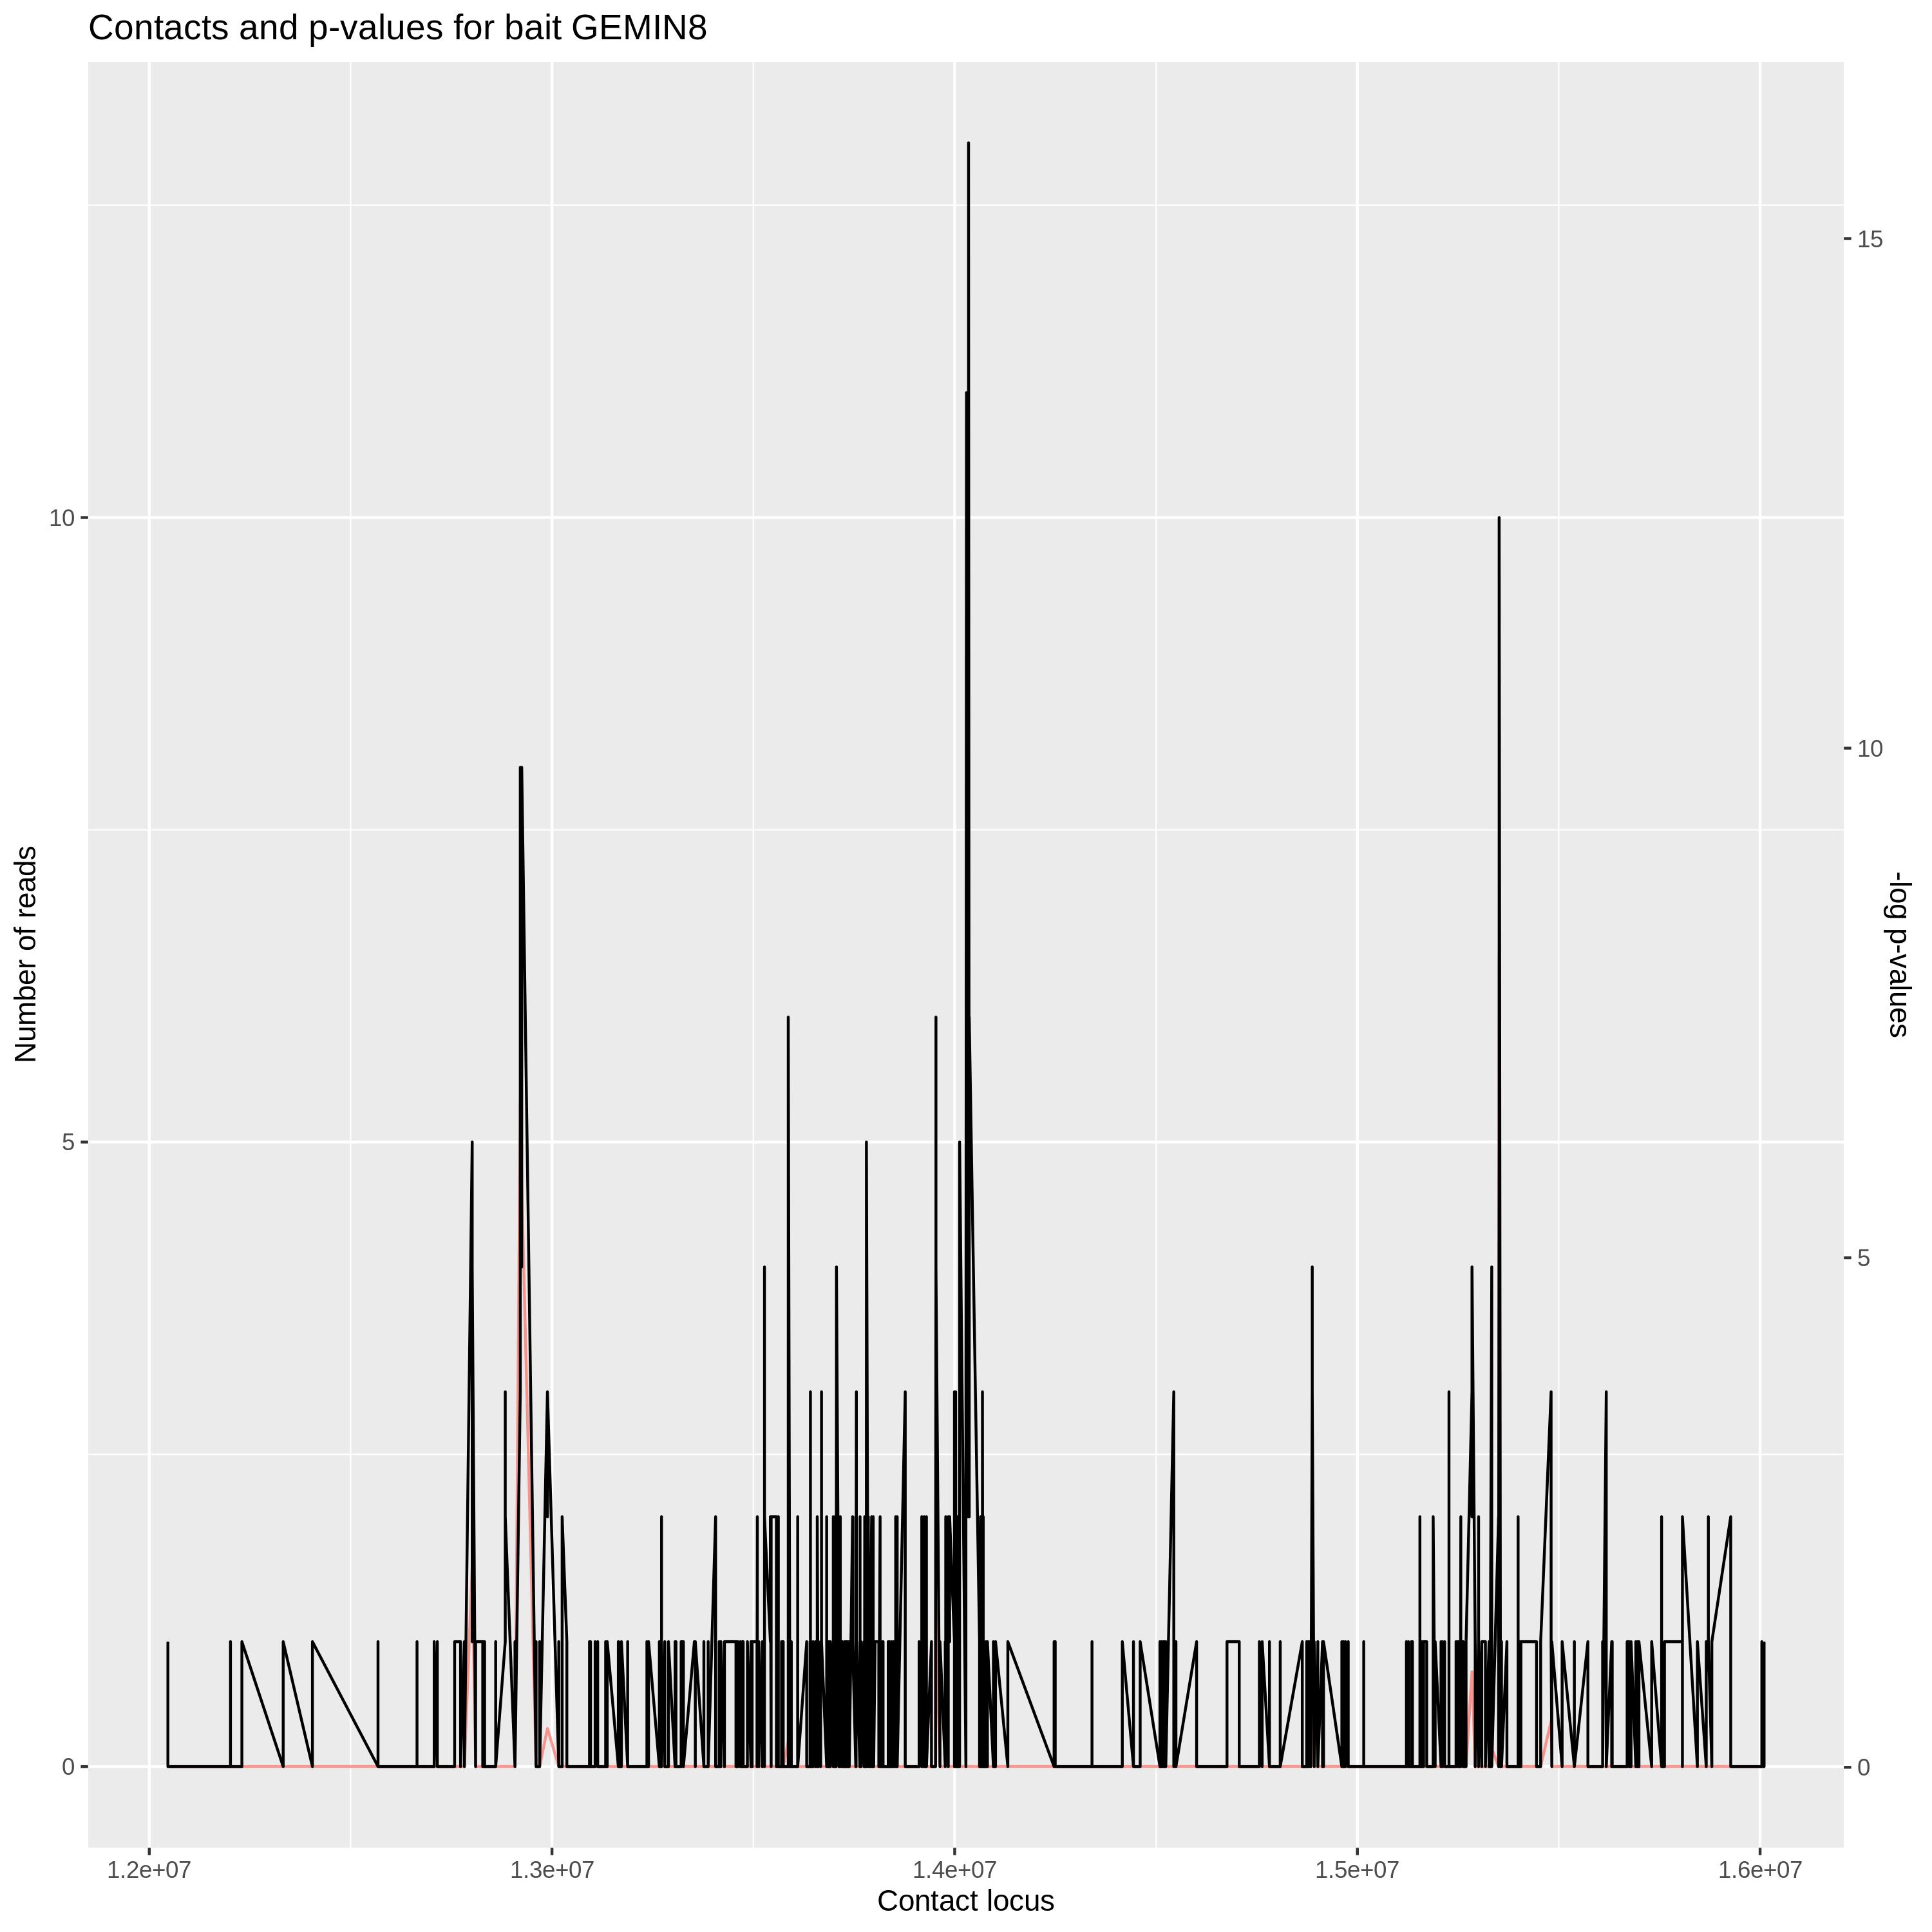 Contacts and p-values for bait GEMIN8
Number of reads
10
5
0
15
10
5
0
-log p-values
1.2e+07 1.3e+07 1.4e+07 1.5e+07 1.6e+07
Contact locus